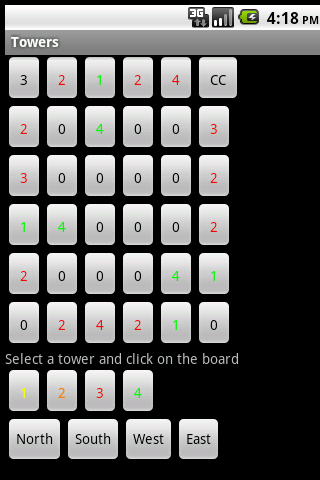 3G 4:18 PM
Towers
3 2 1 2 4 CC
2 0 4 0 0 3
3 0 0 0 0 2
1 4 0 0 0 2
2 0 0 0 4 1
0 2 4 2 1 0
Select a tower and click on the board
1 2 3 4
North South West East